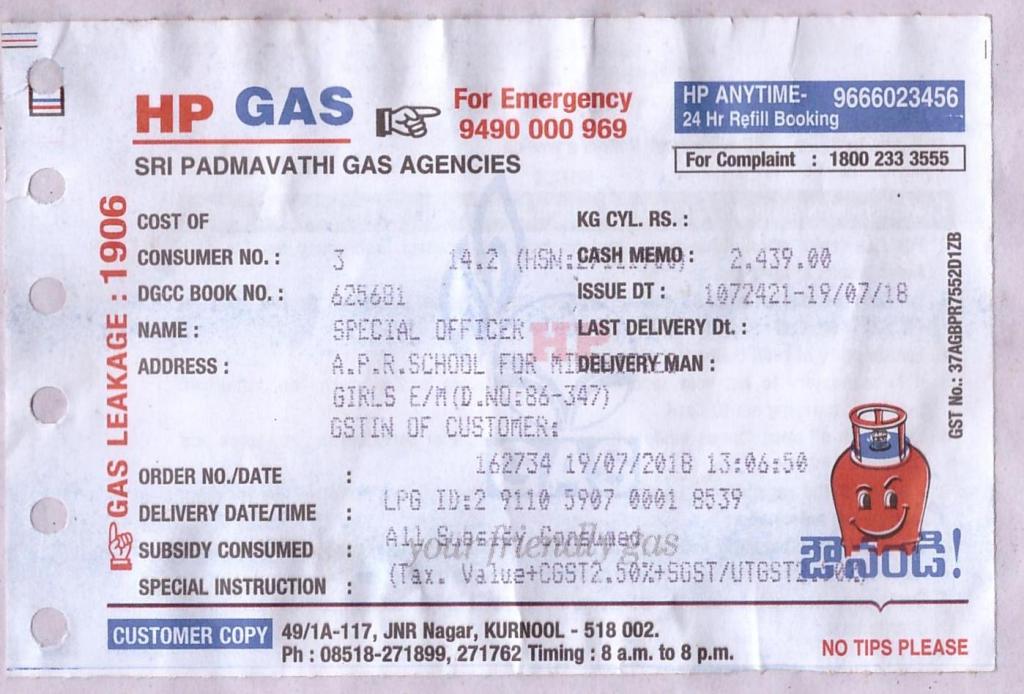 HP GAS
For Emergency
9490 000 969
HP ANYTIME- 9666023456
24 Hr Refill Booking
SRI PADMAVATHI GAS AGENCIES
For Complaint : 1800 233 3555
GAS LEAKAGE : 1906
COST OF KG CYL. RS. :
CONSUMER NO. : 3 14.2 (HSN: CASH MEMO : 2,439.00
DGCC BOOK NO. : 625681 ISSUE DT : 1072421-19/07/18
NAME : SPECIAL OFFICER HP LAST DELIVERY Dt. :
ADDRESS : A.P.R.SCHOOL FOR DELIVERY MAN :
GIRLS E/M(D.NO:86-347)
GSTIN OF CUSTOMER:
GST No.: 37AGBPR7552D1ZB
ORDER NO./DATE : 162734 19/07/2018 13:06:50
DELIVERY DATE/TIME : LPG ID:2 9110 5907 0001 8539
SUBSIDY CONSUMED : All Subsidy Consumed
your friendly gas
SPECIAL INSTRUCTION : (Tax. Value+CGST2.50%+SGST/UTGST
CUSTOMER COPY 49/1A-117, JNR Nagar, KURNOOL - 518 002.
Ph : 08518-271899, 271762 Timing : 8 a.m. to 8 p.m.
NO TIPS PLEASE